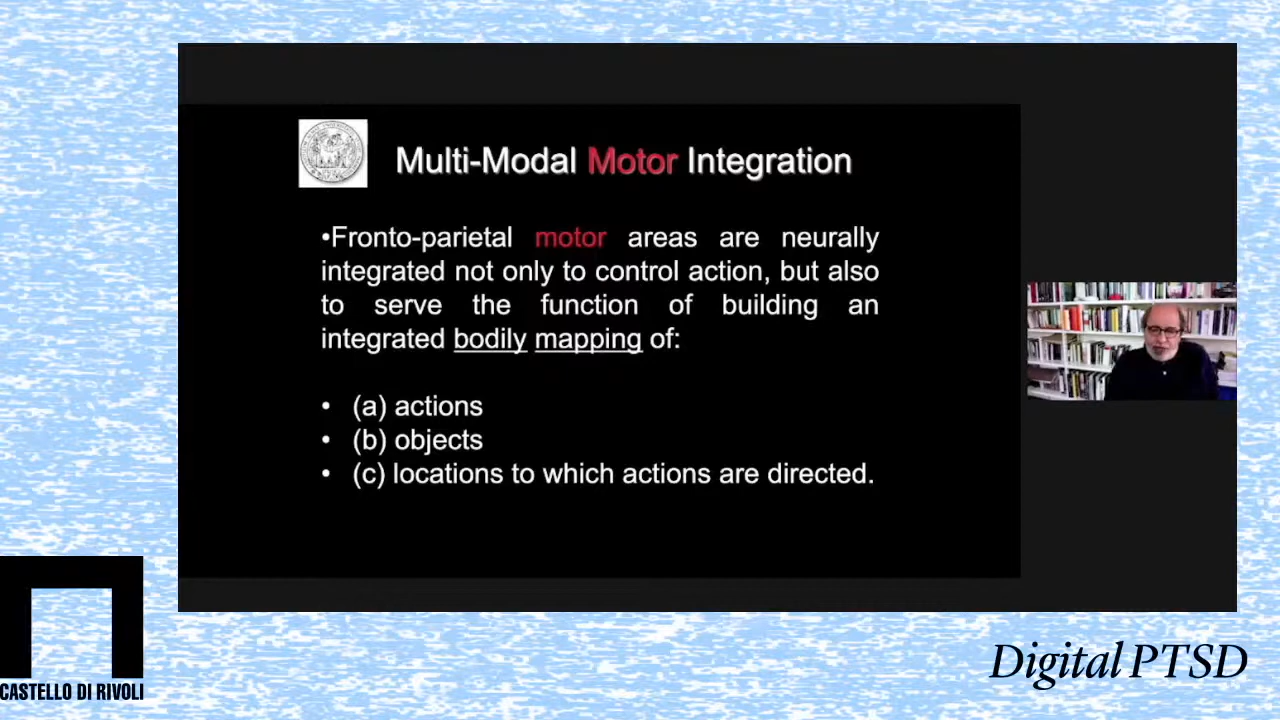 Multi-Modal Motor Integration
•Fronto-parietal motor areas are neurally
integrated not only to control action, but also
to serve the function of building an
integrated bodily mapping of:
• (a) actions
• (b) objects
• (c) locations to which actions are directed.
CASTELLO DI RIVOLI
Digital PTSD